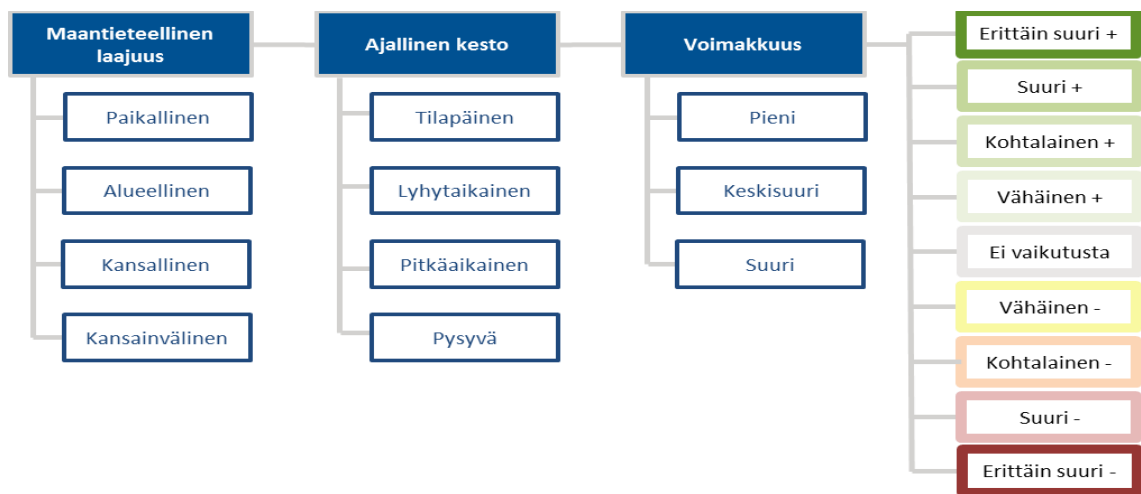 Maantieteellinen
laajuus
Paikallinen
Alueellinen
Kansallinen
Kansainvälinen
Ajallinen kesto
Tilapäinen
Lyhytaikainen
Pitkäaikainen
Pysyvä
Voimakkuus
Pieni
Keskisuuri
Suuri
Erittäin suuri +
Suuri +
Kohtalainen +
Vähäinen +
Ei vaikutusta
Vähäinen -
Kohtalainen -
Suuri -
Erittäin suuri -